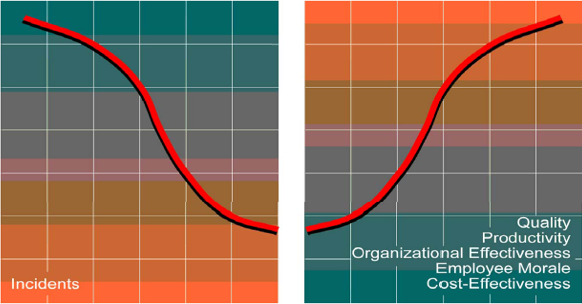 Incidents
Quality
Productivity
Organizational Effectiveness
Employee Morale
Cost-Effectiveness